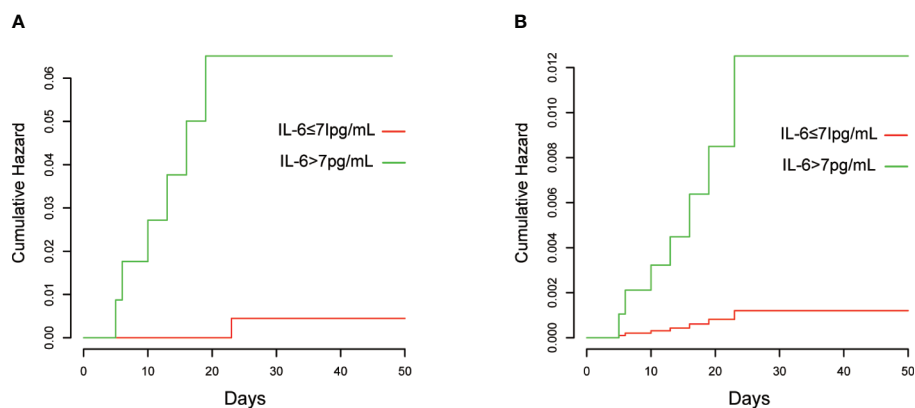 A
Cumulative Hazard
0.06
0.05
0.04
0.03
0.02
0.01
0.00
IL-6≤7lpg/mL
IL-6>7pg/mL
0 10 20 30 40 50
Days
B
Cumulative Hazard
0.012
0.010
0.008
0.006
0.004
0.002
0.000
IL-6≤7lpg/mL
IL-6>7pg/mL
0 10 20 30 40 50
Days